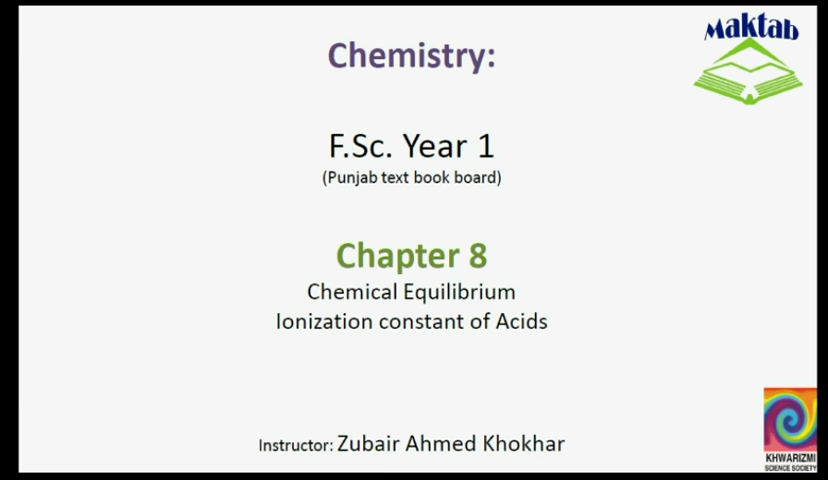 Maktab
Chemistry:
F.Sc. Year 1
(Punjab text book board)
Chapter 8
Chemical Equilibrium
Ionization constant of Acids
Instructor: Zubair Ahmed Khokhar
KHWARIZMI
SCIENCE SOCIETY